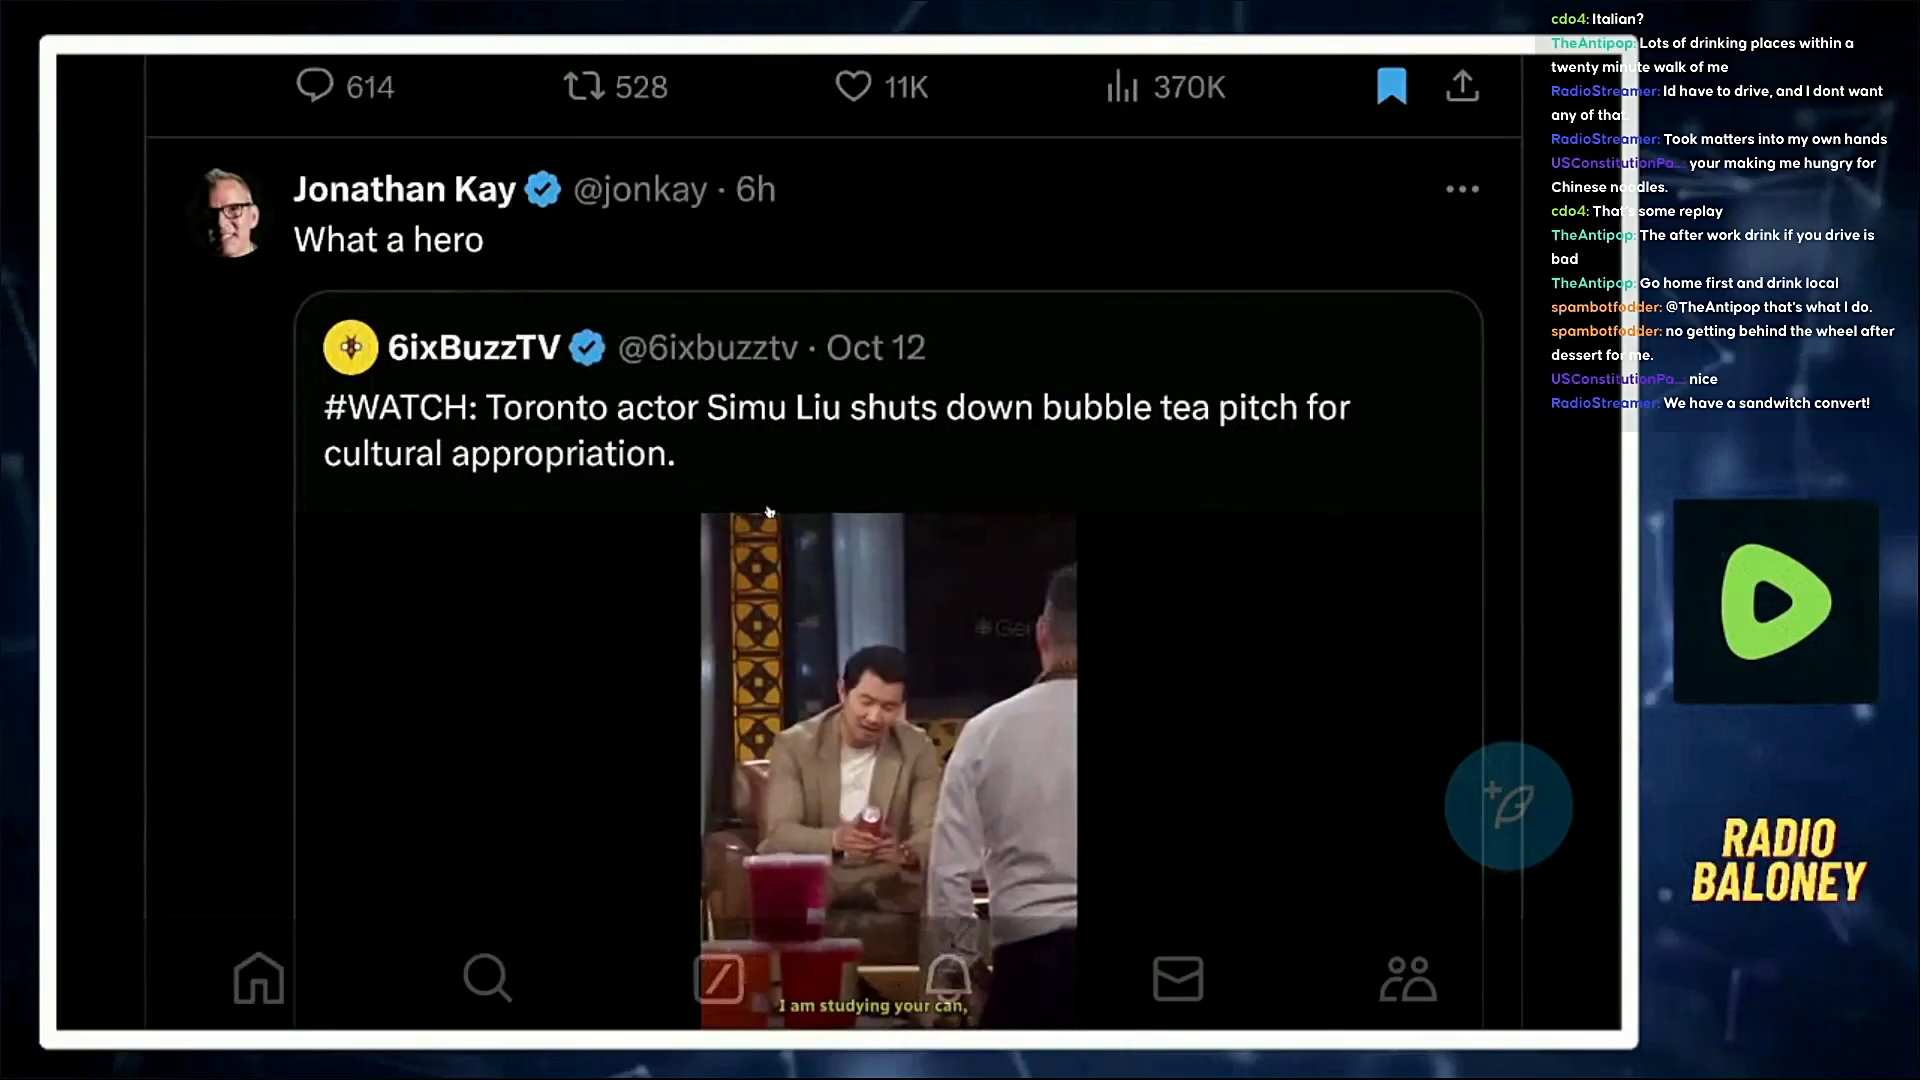 614 528 11K 370K
Jonathan Kay @jonkay · 6h
What a hero
6ixBuzzTV @6ixbuzztv · Oct 12
#WATCH: Toronto actor Simu Liu shuts down bubble tea pitch for
cultural appropriation.
I am studying your can,
cdo4: Italian?
TheAntipop: Lots of drinking places within a
twenty minute walk of me
RadioStreamer: Id have to drive, and I dont want
any of that.
RadioStreamer: Took matters into my own hands
USConstitutionPa...: your making me hungry for
Chinese noodles.
cdo4: That's some replay
TheAntipop: The after work drink if you drive is
bad
TheAntipop: Go home first and drink local
spambotfodder: @TheAntipop that's what I do.
spambotfodder: no getting behind the wheel after
dessert for me.
USConstitutionPa...: nice
RadioStreamer: We have a sandwitch convert!
RADIO
BALONEY